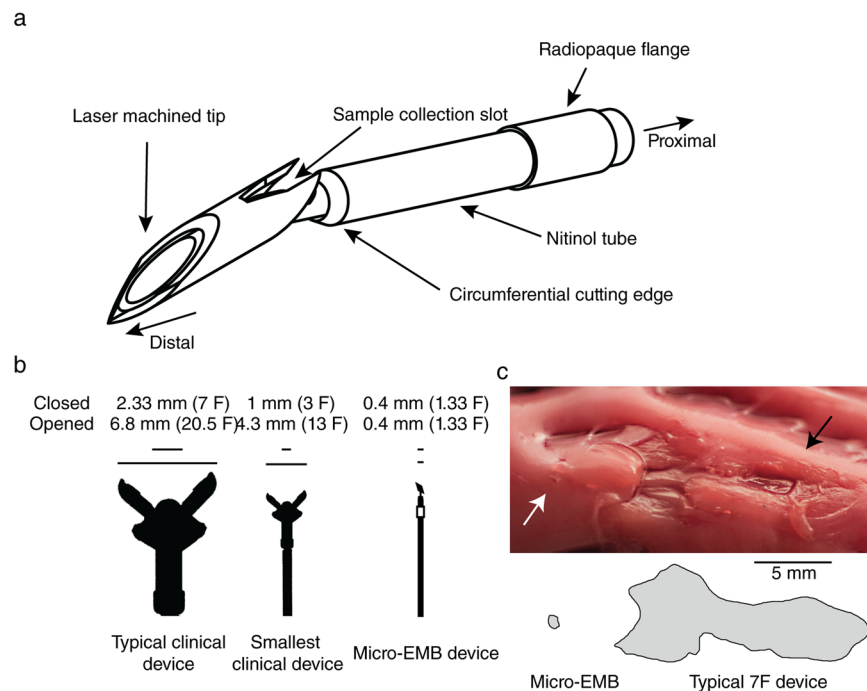 a
Radiopaque flange
Sample collection slot
Laser machined tip
Proximal
Nitinol tube
Circumferential cutting edge
Distal
b
Closed 2.33 mm (7 F) 1 mm (3 F) 0.4 mm (1.33 F)
Opened 6.8 mm (20.5 F) 4.3 mm (13 F) 0.4 mm (1.33 F)
Typical clinical
device
Smallest
clinical device
Micro-EMB device
c
5 mm
Micro-EMB Typical 7F device